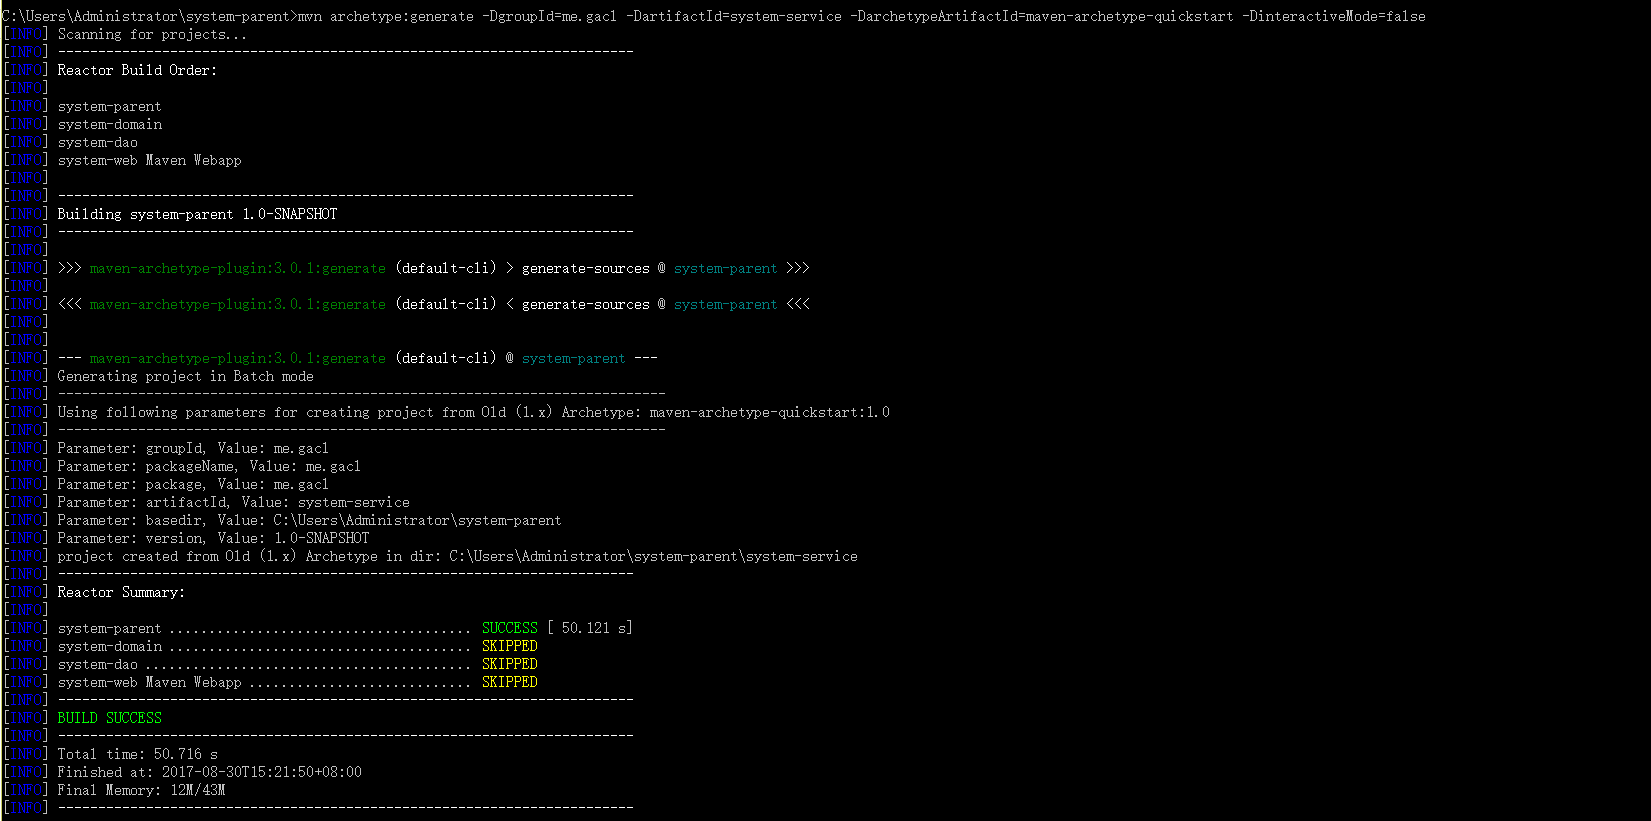 C:\Users\Administrator\system-parent>mvn archetype:generate -DgroupId=me.gacl -DartifactId=system-service -DarchetypeArtifactId=maven-archetype-quickstart -DinteractiveMode=false
[INFO] Scanning for projects...
[INFO] ------------------------------------------------------------------------
[INFO] Reactor Build Order:
[INFO]
[INFO] system-parent
[INFO] system-domain
[INFO] system-dao
[INFO] system-web Maven Webapp
[INFO]
[INFO] ------------------------------------------------------------------------
[INFO] Building system-parent 1.0-SNAPSHOT
[INFO] ------------------------------------------------------------------------
[INFO]
[INFO] >>> maven-archetype-plugin:3.0.1:generate (default-cli) > generate-sources @ system-parent >>>
[INFO]
[INFO] <<< maven-archetype-plugin:3.0.1:generate (default-cli) < generate-sources @ system-parent <<<
[INFO]
[INFO]
[INFO] --- maven-archetype-plugin:3.0.1:generate (default-cli) @ system-parent ---
[INFO] Generating project in Batch mode
[INFO] ----------------------------------------------------------------------------
[INFO] Using following parameters for creating project from Old (1.x) Archetype: maven-archetype-quickstart:1.0
[INFO] ----------------------------------------------------------------------------
[INFO] Parameter: groupId, Value: me.gacl
[INFO] Parameter: packageName, Value: me.gacl
[INFO] Parameter: package, Value: me.gacl
[INFO] Parameter: artifactId, Value: system-service
[INFO] Parameter: basedir, Value: C:\Users\Administrator\system-parent
[INFO] Parameter: version, Value: 1.0-SNAPSHOT
[INFO] project created from Old (1.x) Archetype in dir: C:\Users\Administrator\system-parent\system-service
[INFO] ------------------------------------------------------------------------
[INFO] Reactor Summary:
[INFO]
[INFO] system-parent ...................................... SUCCESS [ 50.121 s]
[INFO] system-domain ...................................... SKIPPED
[INFO] system-dao ......................................... SKIPPED
[INFO] system-web Maven Webapp ............................ SKIPPED
[INFO] ------------------------------------------------------------------------
[INFO] BUILD SUCCESS
[INFO] ------------------------------------------------------------------------
[INFO] Total time: 50.716 s
[INFO] Finished at: 2017-08-30T15:21:50+08:00
[INFO] Final Memory: 12M/43M
[INFO] ------------------------------------------------------------------------